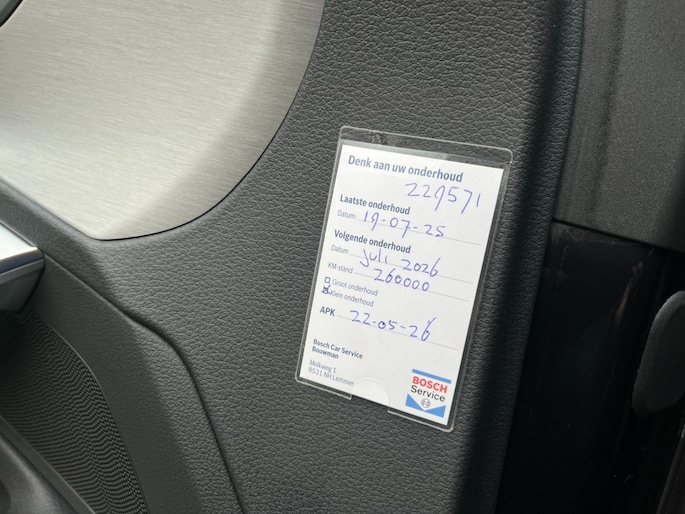 Denk aan uw onderhoud
229571
Laatste onderhoud
Datum 19-07-25
Volgende onderhoud
Datum juli 2026
KM-stand 260000
Groot onderhoud
Klein onderhoud
APK 22-05-26
Bosch Car Service
Bouwman
Melkweg 1
8531 NH Lemmer
BOSCH
Service